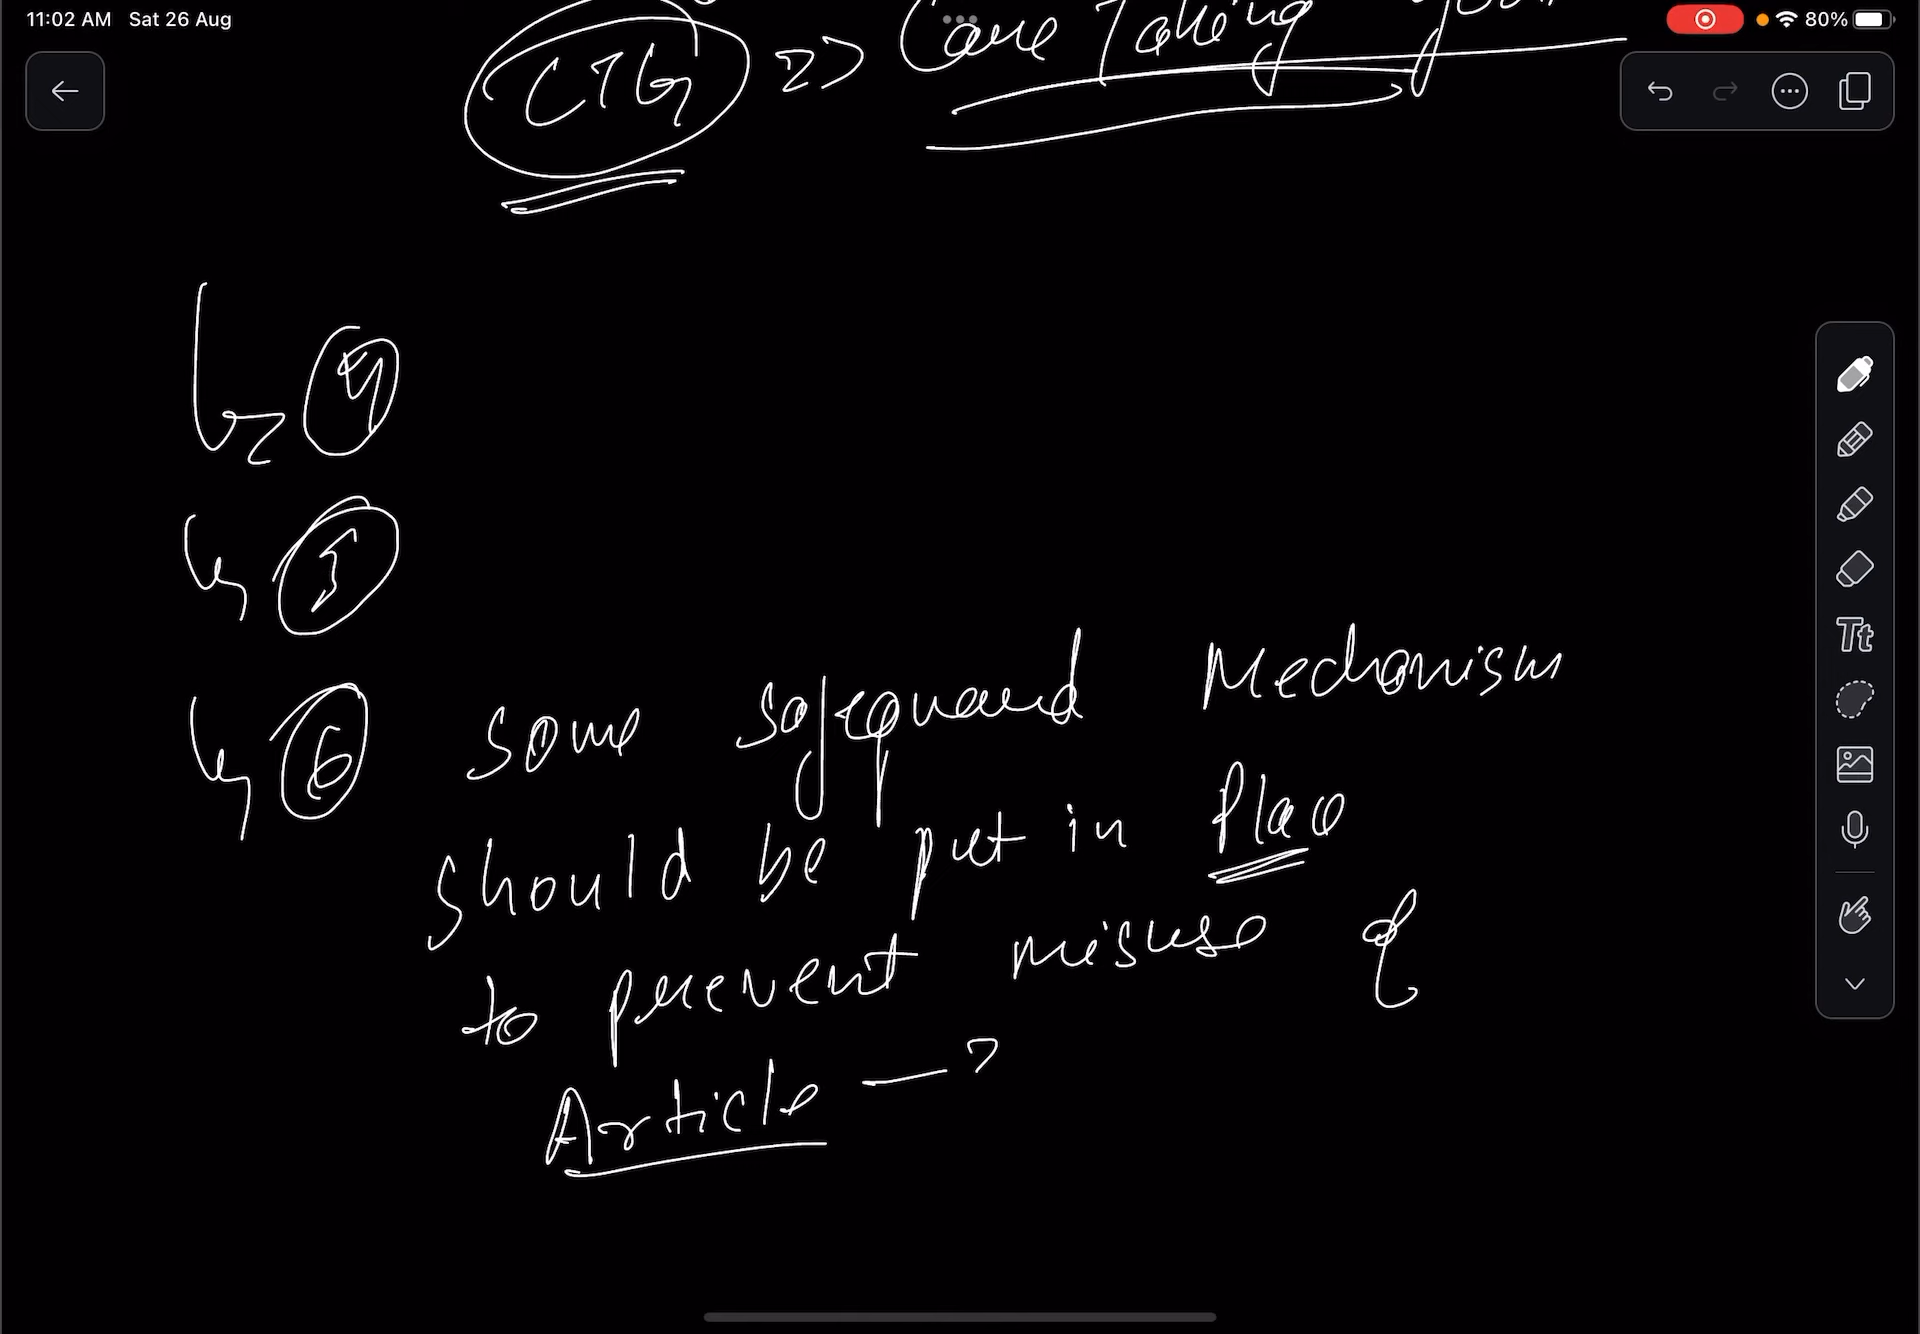 11:02 AM Sat 26 Aug 80%
CTG => Care Taking
4
5
6 some safeguard Mechanism
should be put in Place
to prevent misuse of
Article —>
Tt